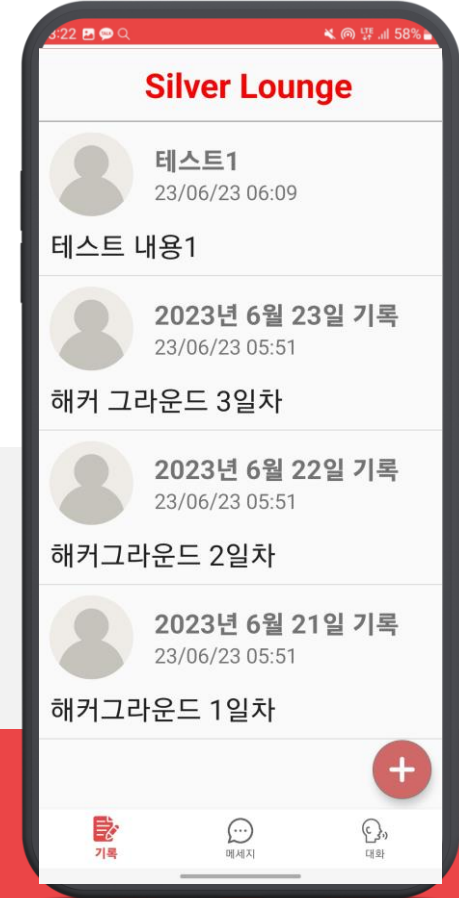 :22
58%
Silver Lounge
테스트1
23/06/23 06:09
테스트 내용1
2023년 6월 23일 기록
23/06/23 05:51
해커 그라운드 3일차
2023년 6월 22일 기록
23/06/23 05:51
해커그라운드 2일차
2023년 6월 21일 기록
23/06/23 05:51
해커그라운드 1일차
+
기록
메세지
대화